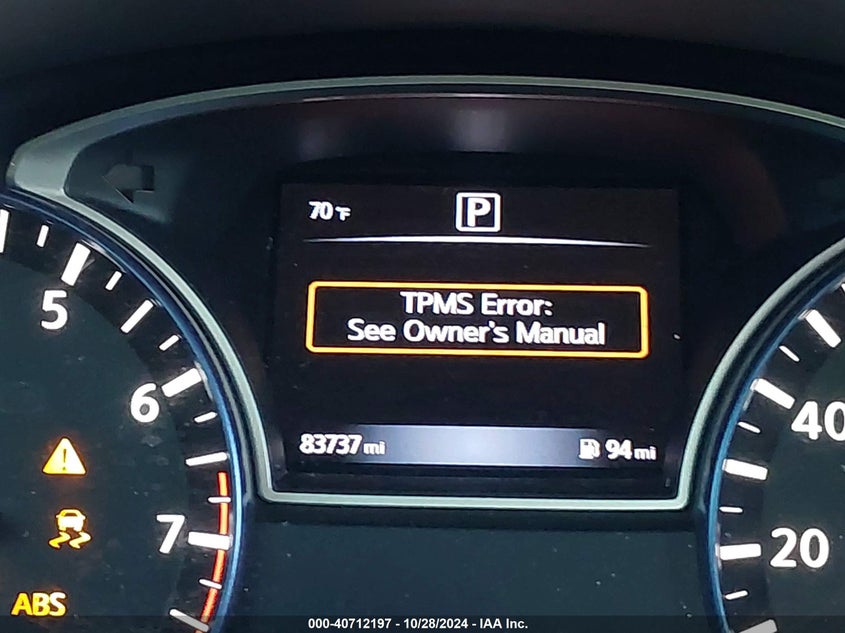 70°F P
TPMS Error:
See Owner's Manual
83737 mi 94 mi
5
6
7
ABS
40
20
000-40712197 - 10/28/2024 - IAA Inc.